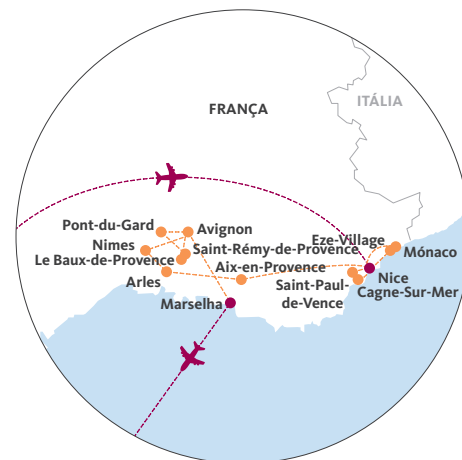 ITÁLIA
FRANÇA
Pont-du-Gard
Avignon
Nimes
Saint-Rémy-de-Provence
Eze-Village
Mónaco
Le Baux-de-Provence
Aix-en-Provence
Arles
Saint-Paul-
de-Vence
Nice
Cagne-Sur-Mer
Marselha